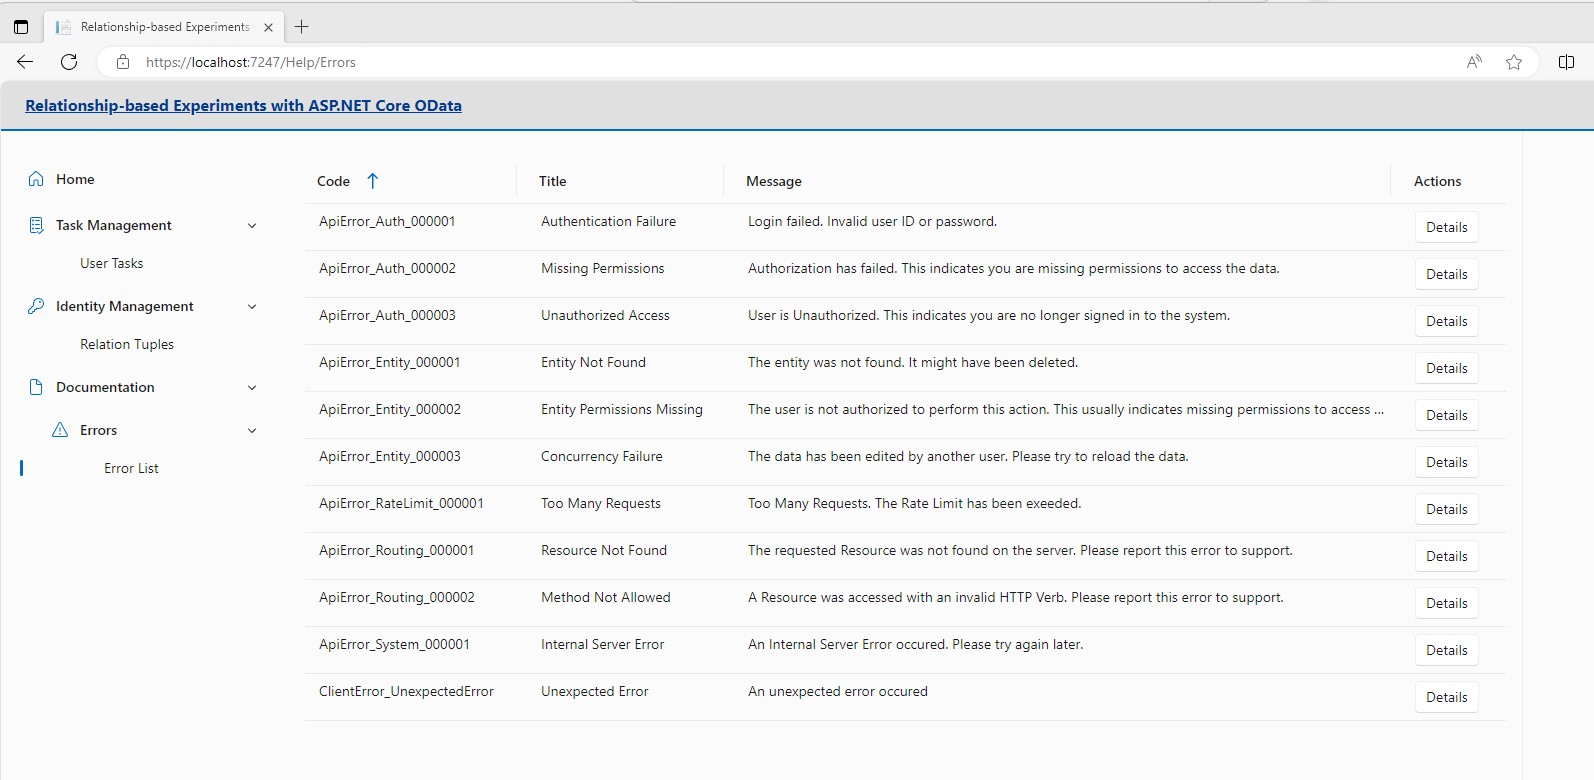 Relationship-based Experiments
https://localhost:7247/Help/Errors
Relationship-based Experiments with ASP.NET Core OData
Home
Task Management
User Tasks
Identity Management
Relation Tuples
Documentation
Errors
Error List
Code Title Message Actions
ApiError_Auth_000001 Authentication Failure Login failed. Invalid user ID or password. Details
ApiError_Auth_000002 Missing Permissions Authorization has failed. This indicates you are missing permissions to access the data. Details
ApiError_Auth_000003 Unauthorized Access User is Unauthorized. This indicates you are no longer signed in to the system. Details
ApiError_Entity_000001 Entity Not Found The entity was not found. It might have been deleted. Details
ApiError_Entity_000002 Entity Permissions Missing The user is not authorized to perform this action. This usually indicates missing permissions to access ... Details
ApiError_Entity_000003 Concurrency Failure The data has been edited by another user. Please try to reload the data. Details
ApiError_RateLimit_000001 Too Many Requests Too Many Requests. The Rate Limit has been exeeded. Details
ApiError_Routing_000001 Resource Not Found The requested Resource was not found on the server. Please report this error to support. Details
ApiError_Routing_000002 Method Not Allowed A Resource was accessed with an invalid HTTP Verb. Please report this error to support. Details
ApiError_System_000001 Internal Server Error An Internal Server Error occured. Please try again later. Details
ClientError_UnexpectedError Unexpected Error An unexpected error occured Details